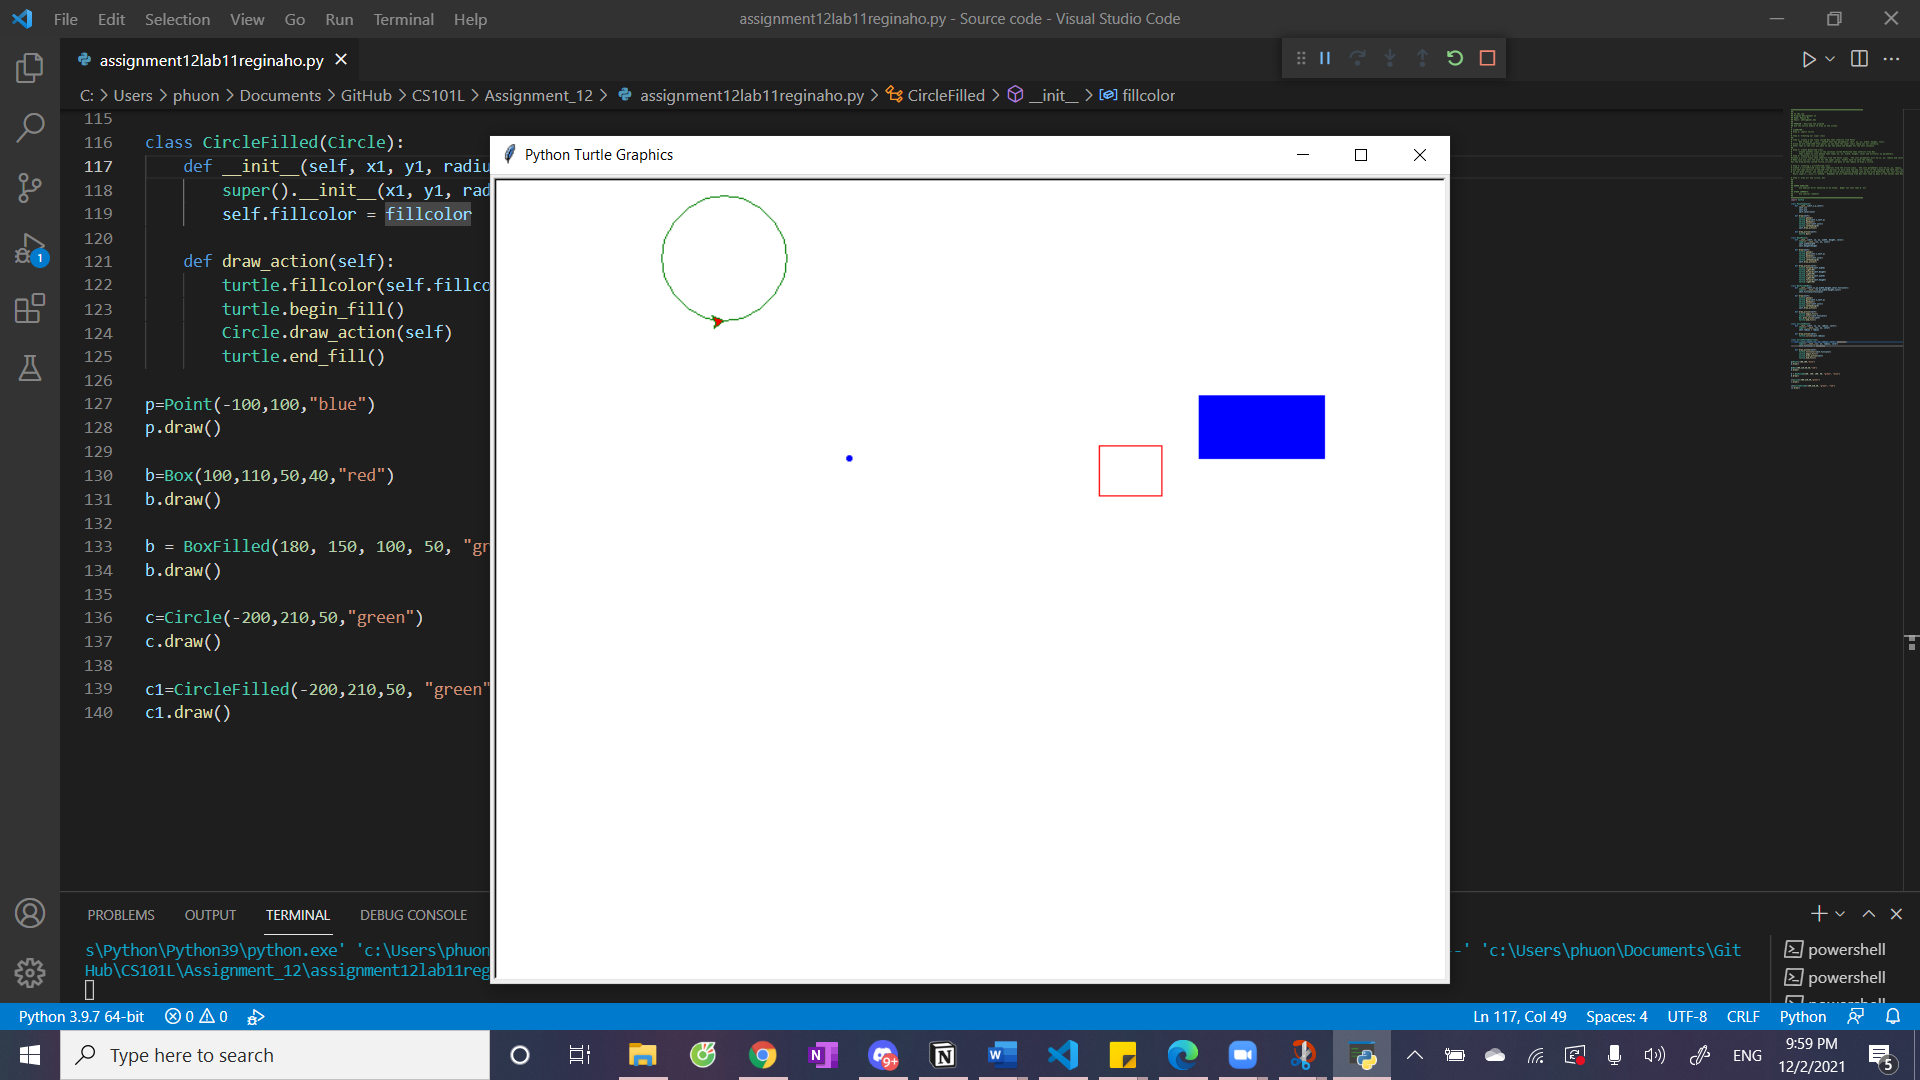 File Edit Selection View Go Run Terminal Help
assignment12lab11reginaho.py - Source code - Visual Studio Code
assignment12lab11reginaho.py
C: > Users > phuon > Documents > GitHub > CS101L > Assignment_12 > assignment12lab11reginaho.py > CircleFilled > __init__ > fillcolor
115
116 class CircleFilled(Circle):
117 def __init__(self, x1, y1, radiu
118 super().__init__(x1, y1, rad
119 self.fillcolor = fillcolor
120
121 def draw_action(self):
122 turtle.fillcolor(self.fillco
123 turtle.begin_fill()
124 Circle.draw_action(self)
125 turtle.end_fill()
126
127 p=Point(-100,100,"blue")
128 p.draw()
129
130 b=Box(100,110,50,40,"red")
131 b.draw()
132
133 b = BoxFilled(180, 150, 100, 50, "gr
134 b.draw()
135
136 c=Circle(-200,210,50,"green")
137 c.draw()
138
139 c1=CircleFilled(-200,210,50, "green"
140 c1.draw()
Python Turtle Graphics
1
PROBLEMS OUTPUT TERMINAL DEBUG CONSOLE
s\Python\Python39\python.exe' 'c:\Users\phuon
-' 'c:\Users\phuon\Documents\Git
Hub\CS101L\Assignment_12\assignment12lab11reg
powershell
powershell
Python 3.9.7 64-bit 0 0
Ln 117, Col 49 Spaces: 4 UTF-8 CRLF Python
Type here to search
9+
ENG
9:59 PM
12/2/2021
5